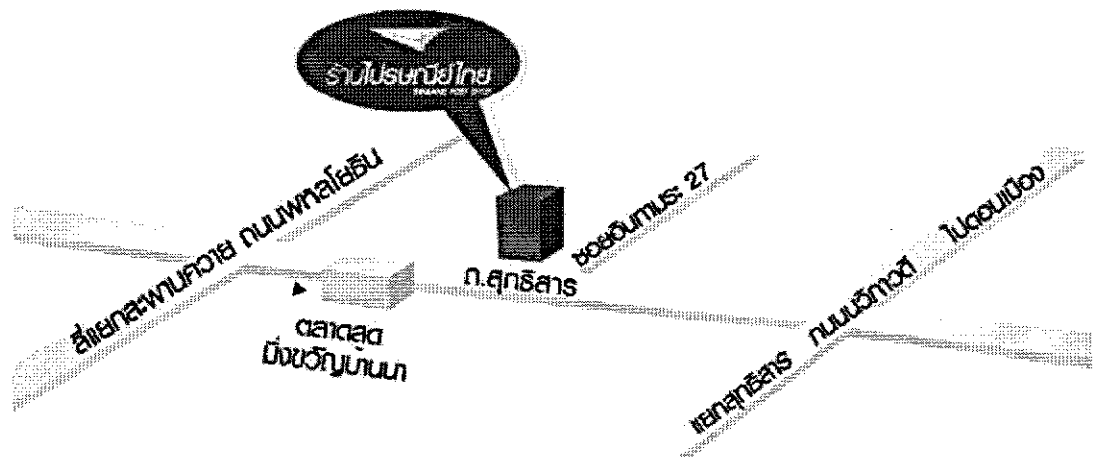 ร้านไปรษณีย์ไทย
THAILAND POST SHOP
สี่แยกสะพานควาย ถนนพหลโยธิน
ซอยอินทามระ 27
ไปดอนเมือง
ถ.สุทธิสาร
ตลาดสด
มิ่งขวัญบ้านนา
แยกสุทธิสาร ถนนวิภาวดี